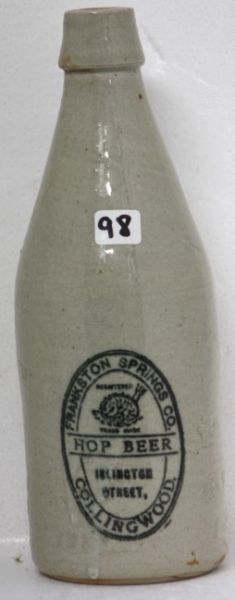 98
FRANKSTON SPRINGS CO.
REGISTERED
TRADE MARK
HOP BEER
ISLINGTON
STREET,
COLLINGWOOD.